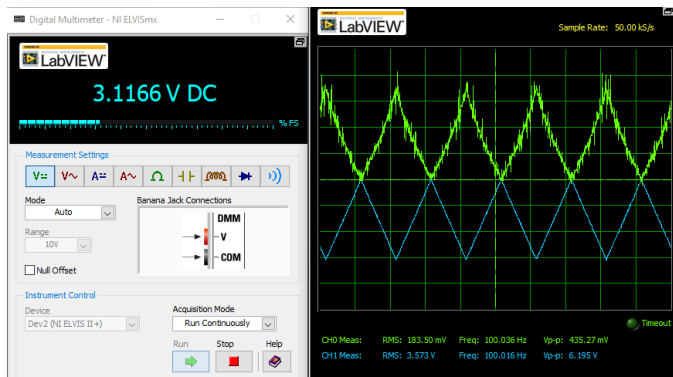 Digital Multimeter - NI ELVISmx
LabVIEW
3.1166 V DC
% FS
Measurement Settings
V= V~ A= A~ Ω
Mode
Auto
Banana Jack Connections
DMM
V
COM
Range
10V
Null Offset
Instrument Control
Device
Dev2 (NI ELVIS II+)
Acquisition Mode
Run Continuously
Run Stop Help
LabVIEW
Sample Rate: 50.00 kS/s
Timeout
CH0 Meas: RMS: 183.50 mV Freq: 100.036 Hz Vp-p: 435.27 mV
CH1 Meas: RMS: 3.573 V Freq: 100.016 Hz Vp-p: 6.195 V